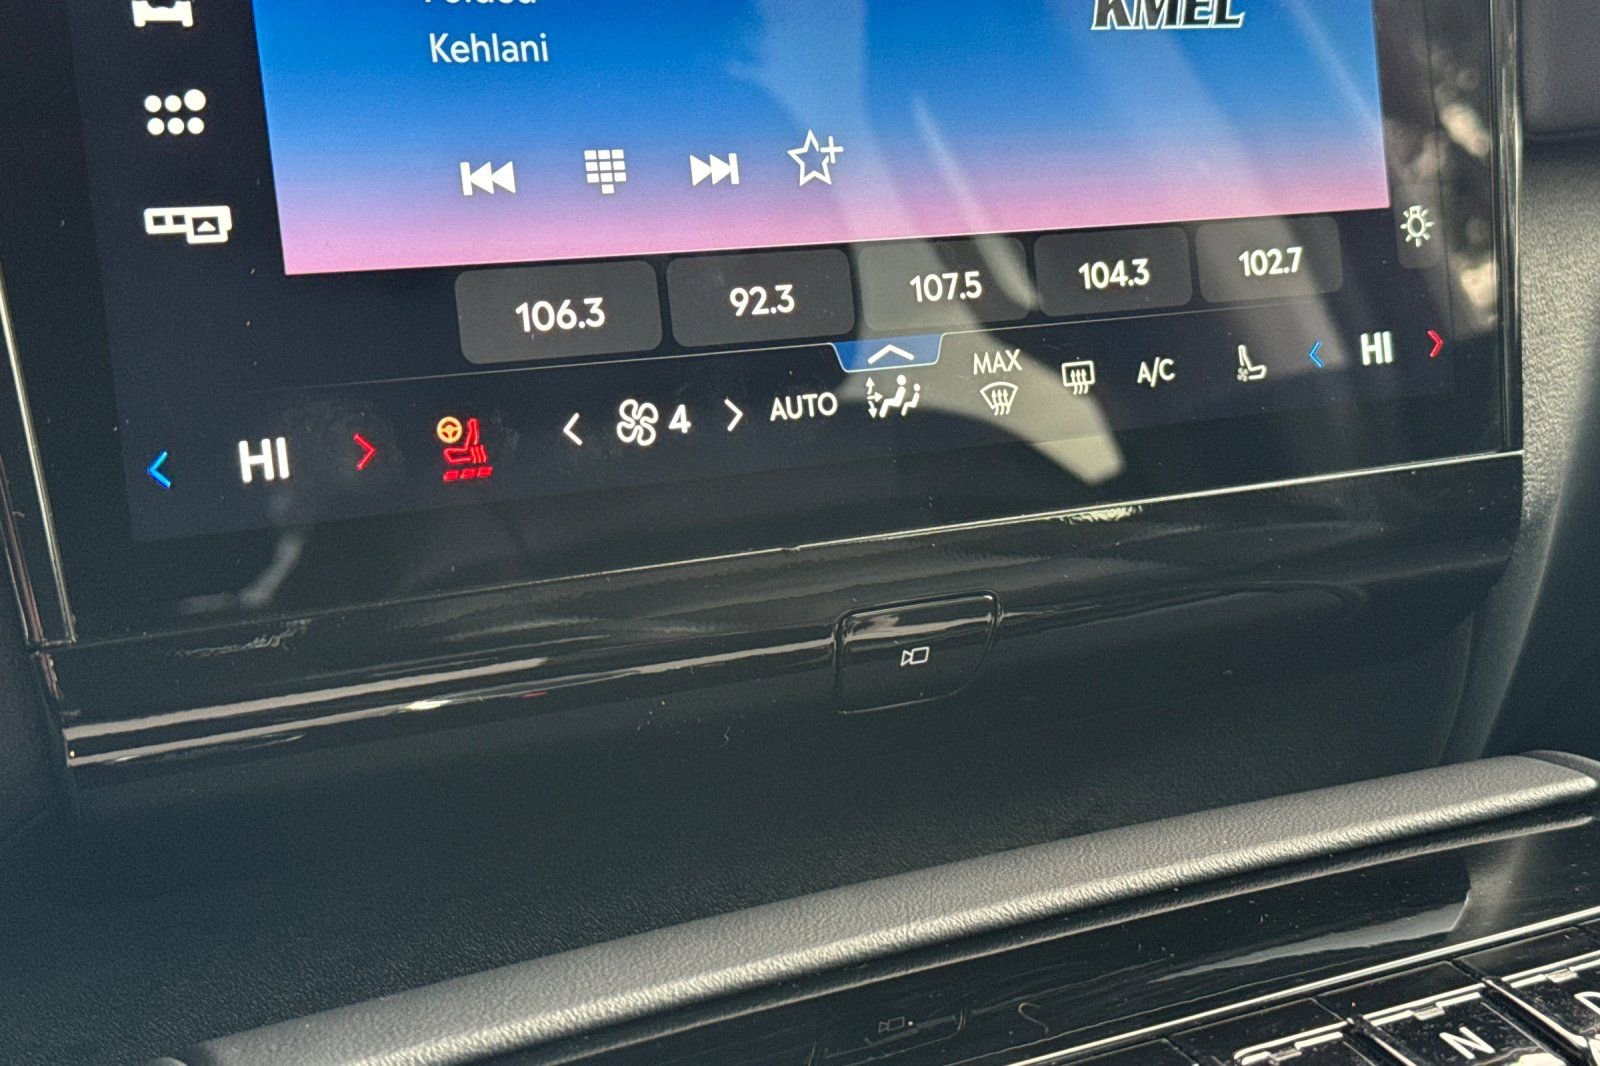 KMEL
Kehlani
106.3
92.3
107.5
104.3
102.7
HI
4
AUTO
MAX
A/C
HI
N